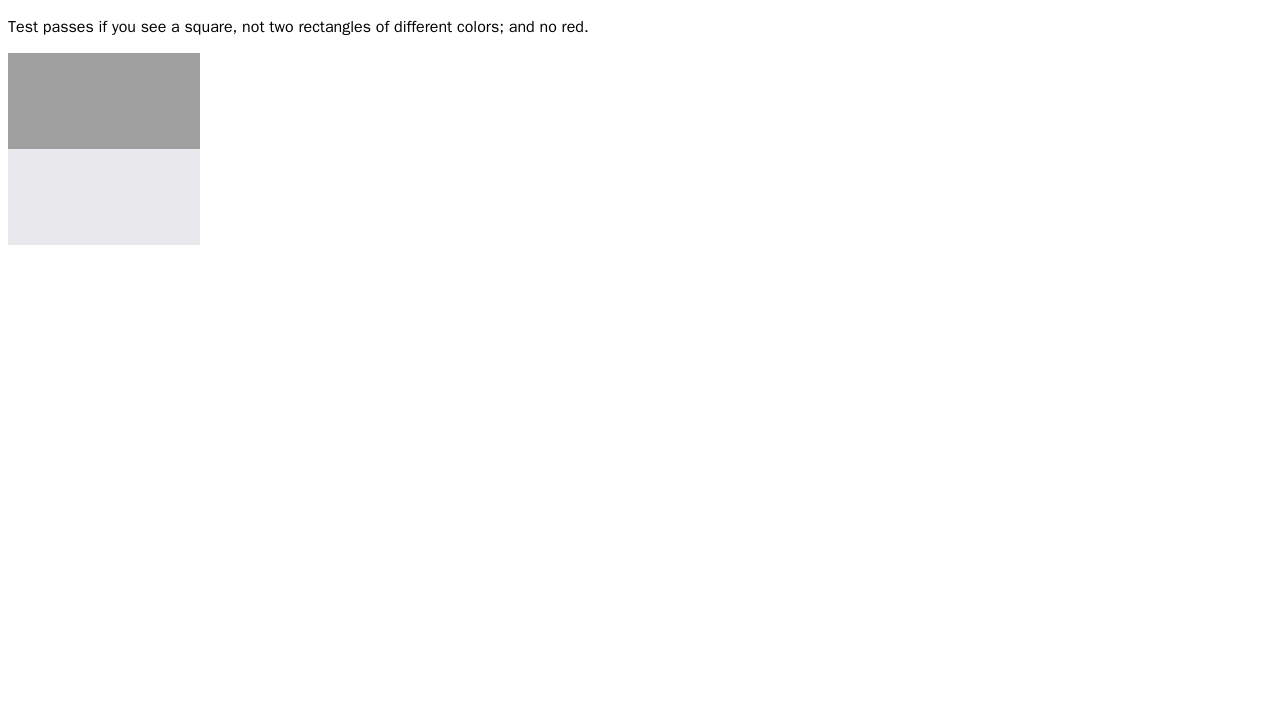 Test passes if you see a square, not two rectangles of different colors; and no red.